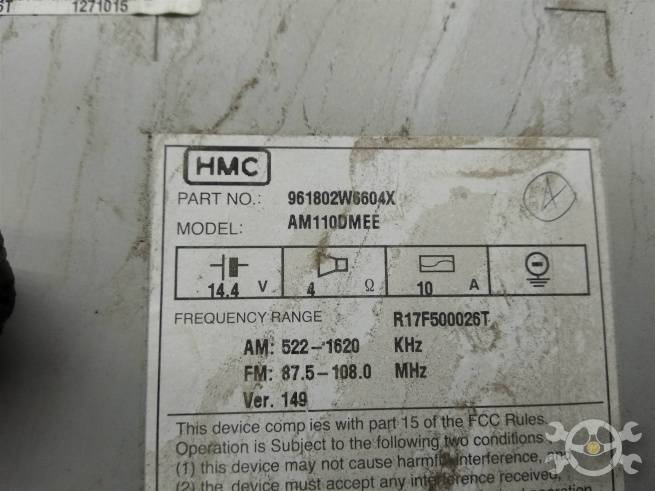 1271015
HMC
PART NO.: 961802W6604X
MODEL: AM110DMEE
A
14.4 V 4 Ω 10 A
FREQUENCY RANGE R17F500026T
AM: 522-1620 KHz
FM: 87.5-108.0 MHz
Ver. 149
This device comp ies with part 15 of the FCC Rules.
Operation is Subject to the following two conditions
(1) this device may not cause harmful interference, and
(2) the device must accept any interference received,